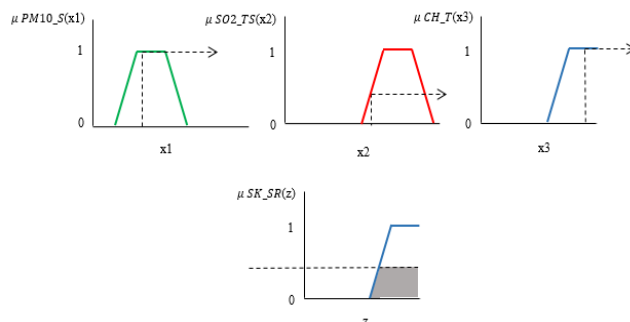 μ PM10_S(x1)
μ SO2_TS(x2)
μ CH_T(x3)
1
1
1
0
0
0
x1
x2
x3
μ SK_SR(z)
1
0
z